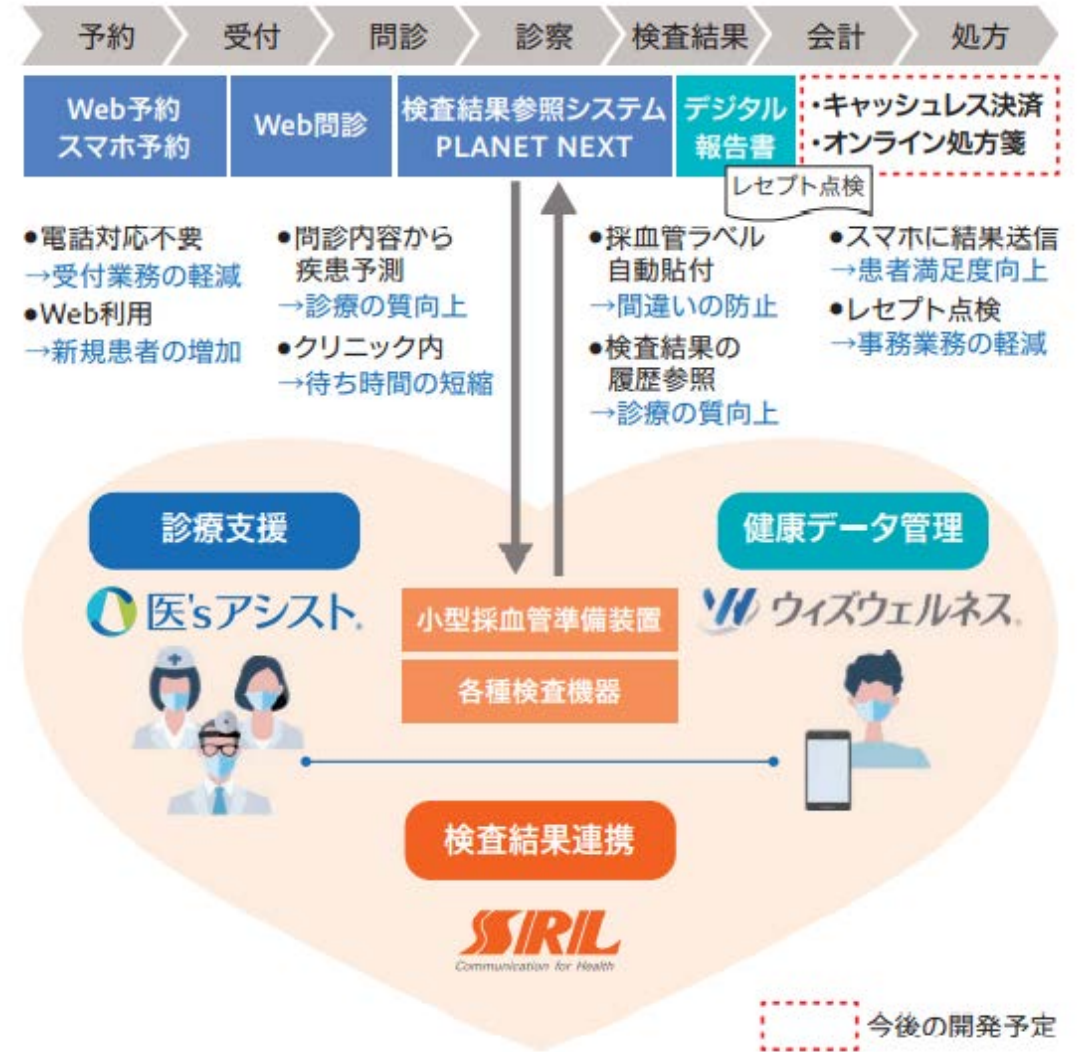 予約
受付
問診
診察
検査結果
会計
処方
Web予約
スマホ予約
Web問診
検査結果参照システム
PLANET NEXT
デジタル
報告書
・キャッシュレス決済
・オンライン処方箋
レセプト点検
●電話対応不要
→受付業務の軽減
●Web利用
→新規患者の増加
●問診内容から
疾患予測
→診療の質向上
●クリニック内
→待ち時間の短縮
●採血管ラベル
自動貼付
→間違いの防止
●検査結果の
履歴参照
→診療の質向上
●スマホに結果送信
→患者満足度向上
●レセプト点検
→事務業務の軽減
診療支援
医'sアシスト®
健康データ管理
ウィズウェルネス®
小型採血管準備装置
各種検査機器
検査結果連携
SRL
Communication for Health
今後の開発予定